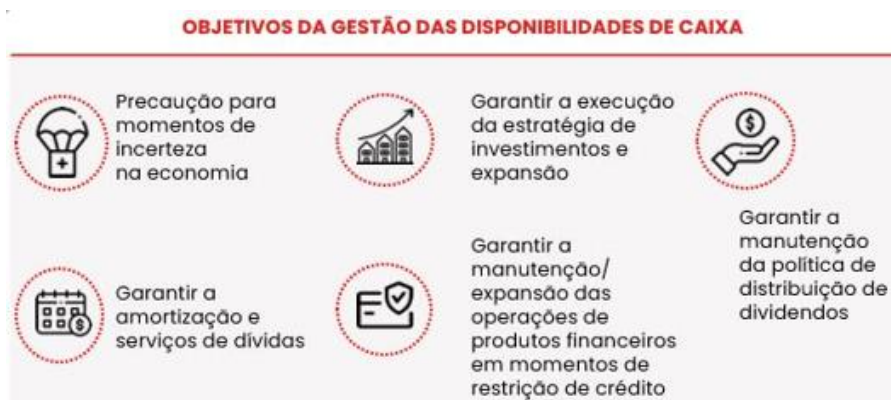 OBJETIVOS DA GESTÃO DAS DISPONIBILIDADES DE CAIXA
Precaução para
momentos de
incerteza
na economia
Garantir a execução
da estratégia de
investimentos e
expansão
Garantir a
manutenção
da política de
distribuição de
dividendos
Garantir a
amortização e
serviços de dívidas
Garantir a
manutenção/
expansão das
operações de
produtos financeiros
em momentos de
restrição de crédito